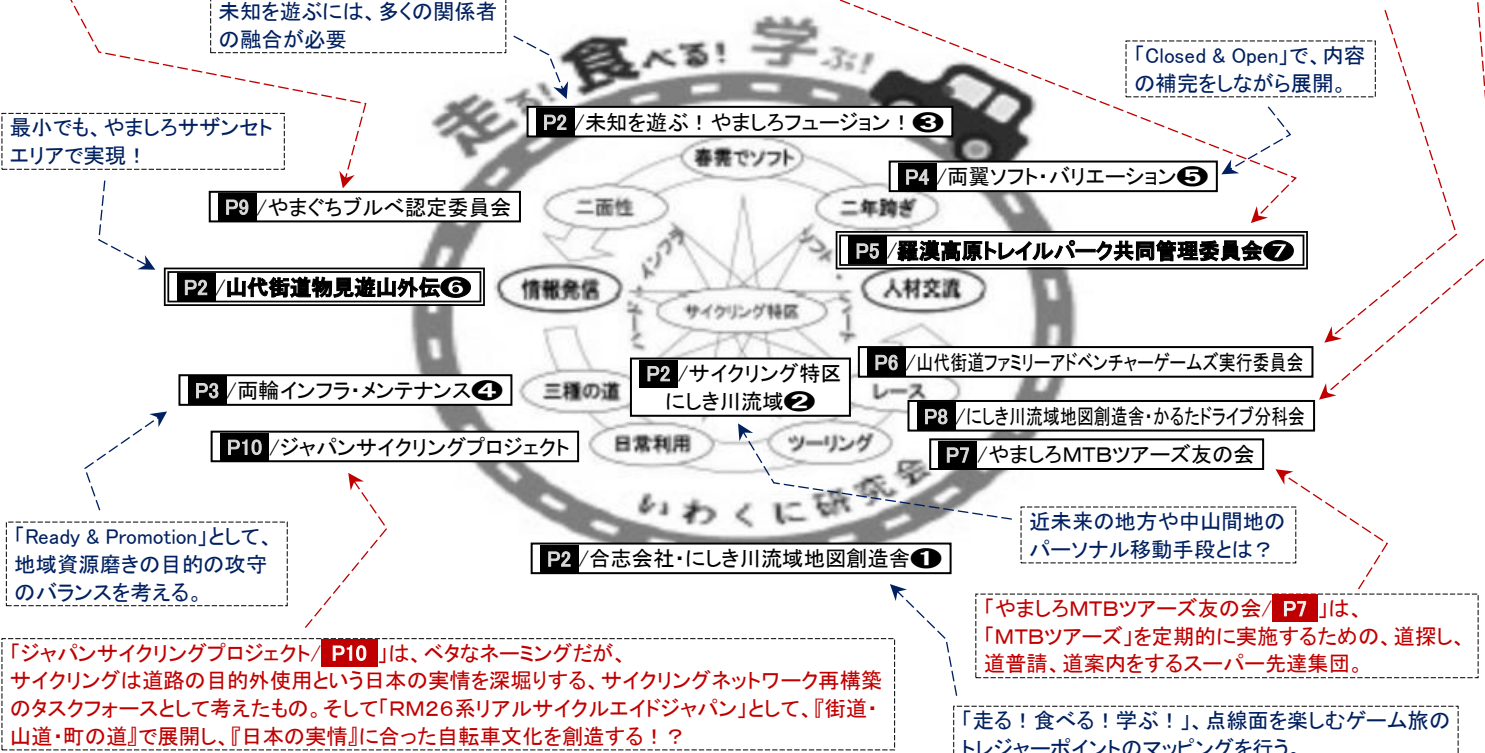 未知を遊ぶには、多くの関係者
の融合が必要
走る!食べる!学ぶ!
「Closed & Open」で、内容
の補完をしながら展開。
最小でも、やましろサザンセト
エリアで実現!
P2/未知を遊ぶ!やましろフュージョン!❸
春霞でソフト
P4/両翼ソフト・バリエーション❺
P9/やまぐちブルベ認定委員会
二面性
二年跨ぎ
P5/羅漢高原トレイルパーク共同管理委員会❼
P2/山代街道物見遊山外伝❻
情報発信
人材交流
サイクリング特区
P6/山代街道ファミリーアドベンチャーゲームズ実行委員会
P2/サイクリング特区
にしき川流域❷
P3/両輪インフラ・メンテナンス❹
三種の道
レース
P8/にしき川流域地図創造舎・かるたドライブ分科会
P10/ジャパンサイクリングプロジェクト
日常利用
ツーリング
P7/やましろMTBツアーズ友の会
いわくに研究会
「Ready & Promotion」として、
地域資源磨きの目的の攻守
のバランスを考える。
近未来の地方や中山間地の
パーソナル移動手段とは?
P2/合志会社・にしき川流域地図創造舎❶
「やましろMTBツアーズ友の会/P7」は、
「MTBツアーズ」を定期的に実施するための、道探し、
道普請、道案内をするスーパー先達集団。
「ジャパンサイクリングプロジェクト/P10」は、ベタなネーミングだが、
サイクリングは道路の目的外使用という日本の実情を深堀りする、サイクリングネットワーク再構築
のタスクフォースとして考えたもの。そして「RM26系リアルサイクルエイドジャパン」として、『街道・
山道・町の道』で展開し、『日本の実情』に合った自転車文化を創造する!?
「走る!食べる!学ぶ!」、点線面を楽しむゲーム旅の
トレジャーポイントのマッピングを行う。